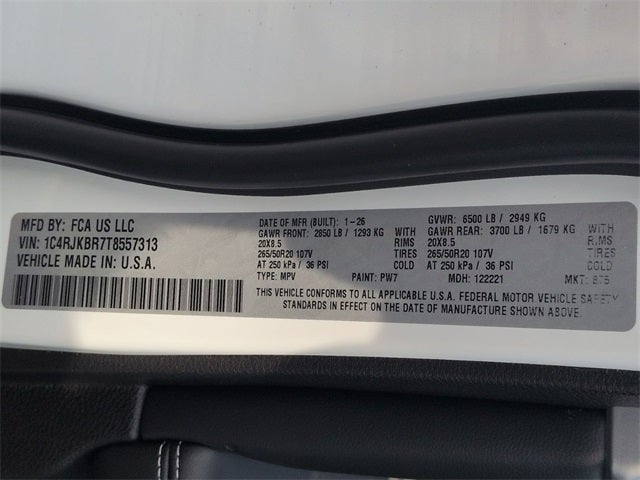 MFD BY: FCA US LLC
VIN: 1C4RJKBR7T8557313
VEHICLE MADE IN: U.S.A.
DATE OF MFR (BUILT): 1-26 GVWR: 6500 LB / 2949 KG
GAWR FRONT: 2850 LB / 1293 KG WITH GAWR REAR: 3700 LB / 1679 KG WITH
20X8.5 RIMS 20X8.5 RIMS
265/50R20 107V TIRES 265/50R20 107V TIRES
AT 250 kPa / 36 PSI COLD AT 250 kPa / 36 PSI COLD
TYPE: MPV PAINT: PW7 MDH: 122221 MKT:
THIS VEHICLE CONFORMS TO ALL APPLICABLE U.S.A. FEDERAL MOTOR VEHICLE SAFETY
STANDARDS IN EFFECT ON THE DATE OF MANUFACTURE SHOWN ABOVE.